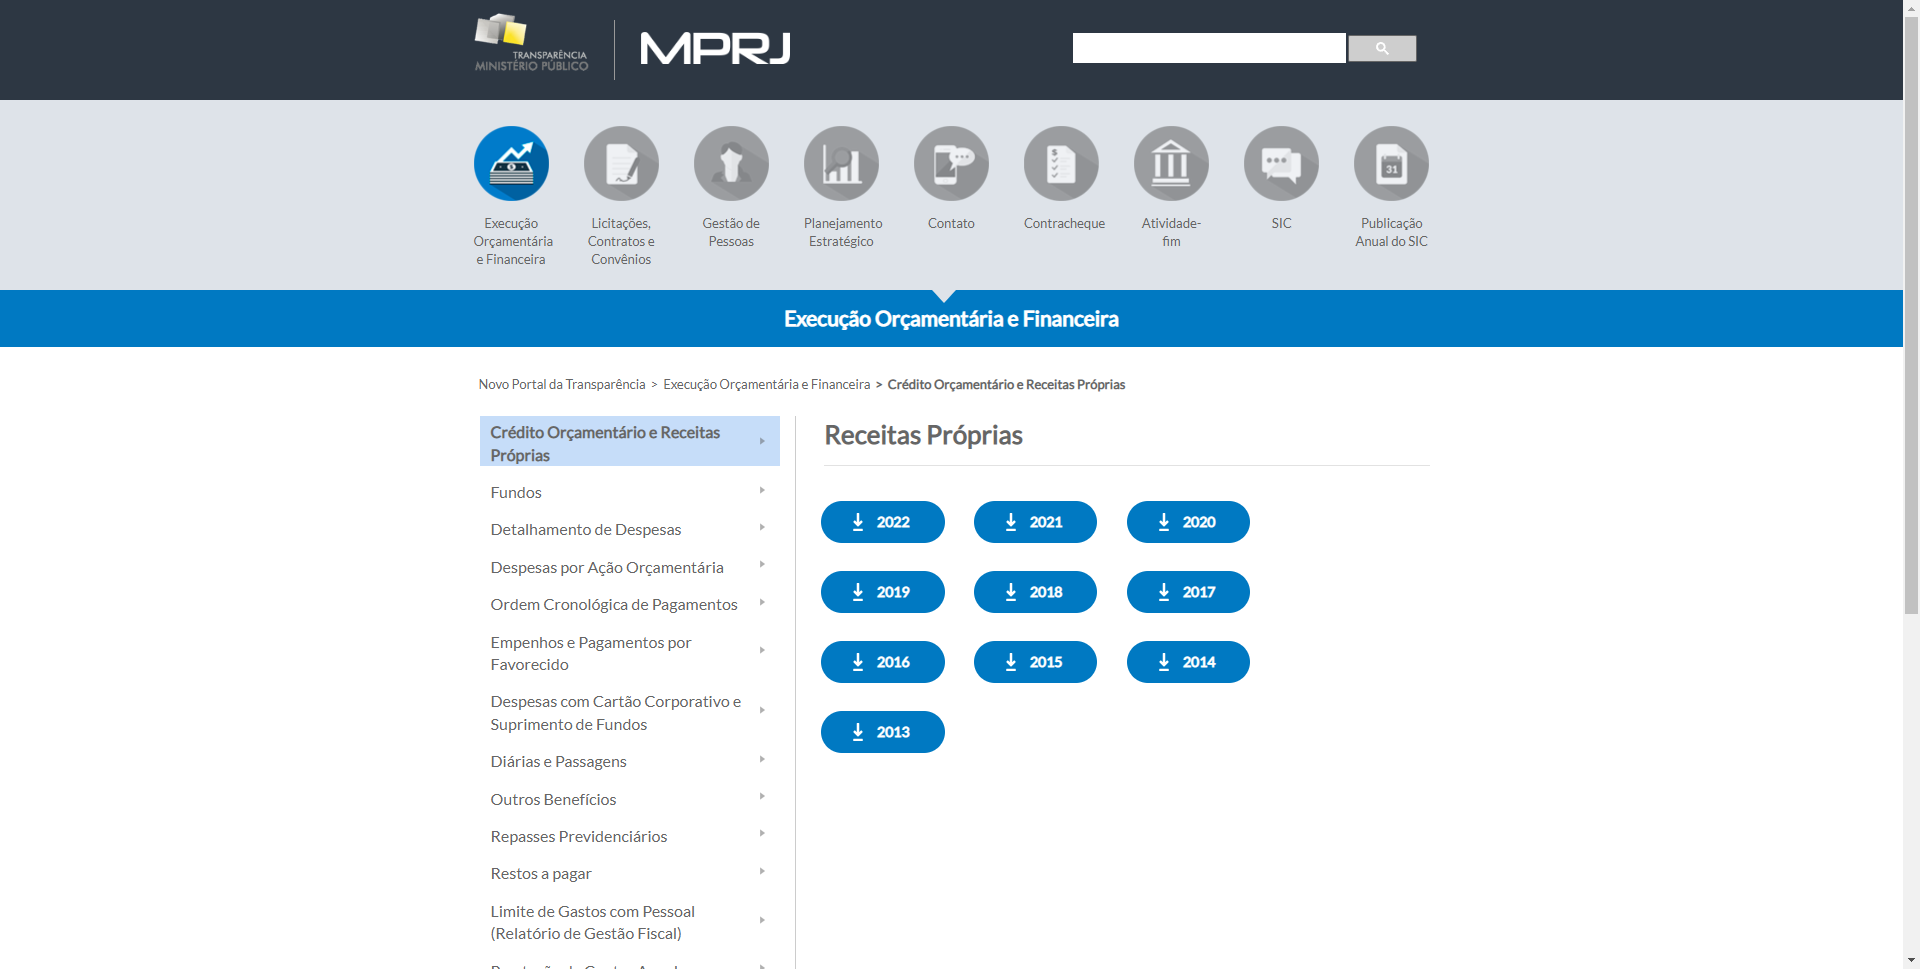 TRANSPARÊNCIA
MINISTÉRIO PÚBLICO
MPRJ
Execução
Orçamentária
e Financeira
Licitações,
Contratos e
Convênios
Gestão de
Pessoas
Planejamento
Estratégico
Contato
Contracheque
Atividade-
fim
SIC
31
Publicação
Anual do SIC
Execução Orçamentária e Financeira
Novo Portal da Transparência > Execução Orçamentária e Financeira > Crédito Orçamentário e Receitas Próprias
Crédito Orçamentário e Receitas
Próprias
Fundos
Detalhamento de Despesas
Despesas por Ação Orçamentária
Ordem Cronológica de Pagamentos
Empenhos e Pagamentos por
Favorecido
Despesas com Cartão Corporativo e
Suprimento de Fundos
Diárias e Passagens
Outros Benefícios
Repasses Previdenciários
Restos a pagar
Limite de Gastos com Pessoal
(Relatório de Gestão Fiscal)
Receitas Próprias
2022 2021 2020
2019 2018 2017
2016 2015 2014
2013